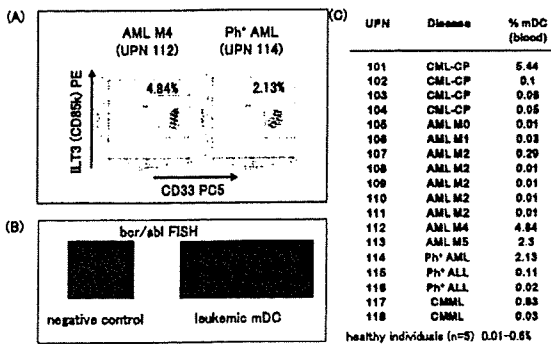 (A)
AML M4
(UPN 112)
Ph⁺ AML
(UPN 114)
4.84%
2.13%
ILT3 (CD85k) PE
CD33 PC5
(B)
bcr/abl FISH
negative control
leukemic mDC
(C)
UPN Disease % mDC
(blood)
101 CML-CP 5.44
102 CML-CP 0.1
103 CML-CP 0.06
104 CML-CP 0.05
105 AML M0 0.01
106 AML M1 0.03
107 AML M2 0.29
108 AML M2 0.01
109 AML M2 0.01
110 AML M2 0.01
111 AML M2 0.01
112 AML M4 4.84
113 AML M5 2.3
114 Ph⁺ AML 2.13
115 Ph⁺ ALL 0.11
116 Ph⁺ ALL 0.02
117 CMML 0.83
118 CMML 0.03
healthy individuals (n=5) 0.01-0.6%